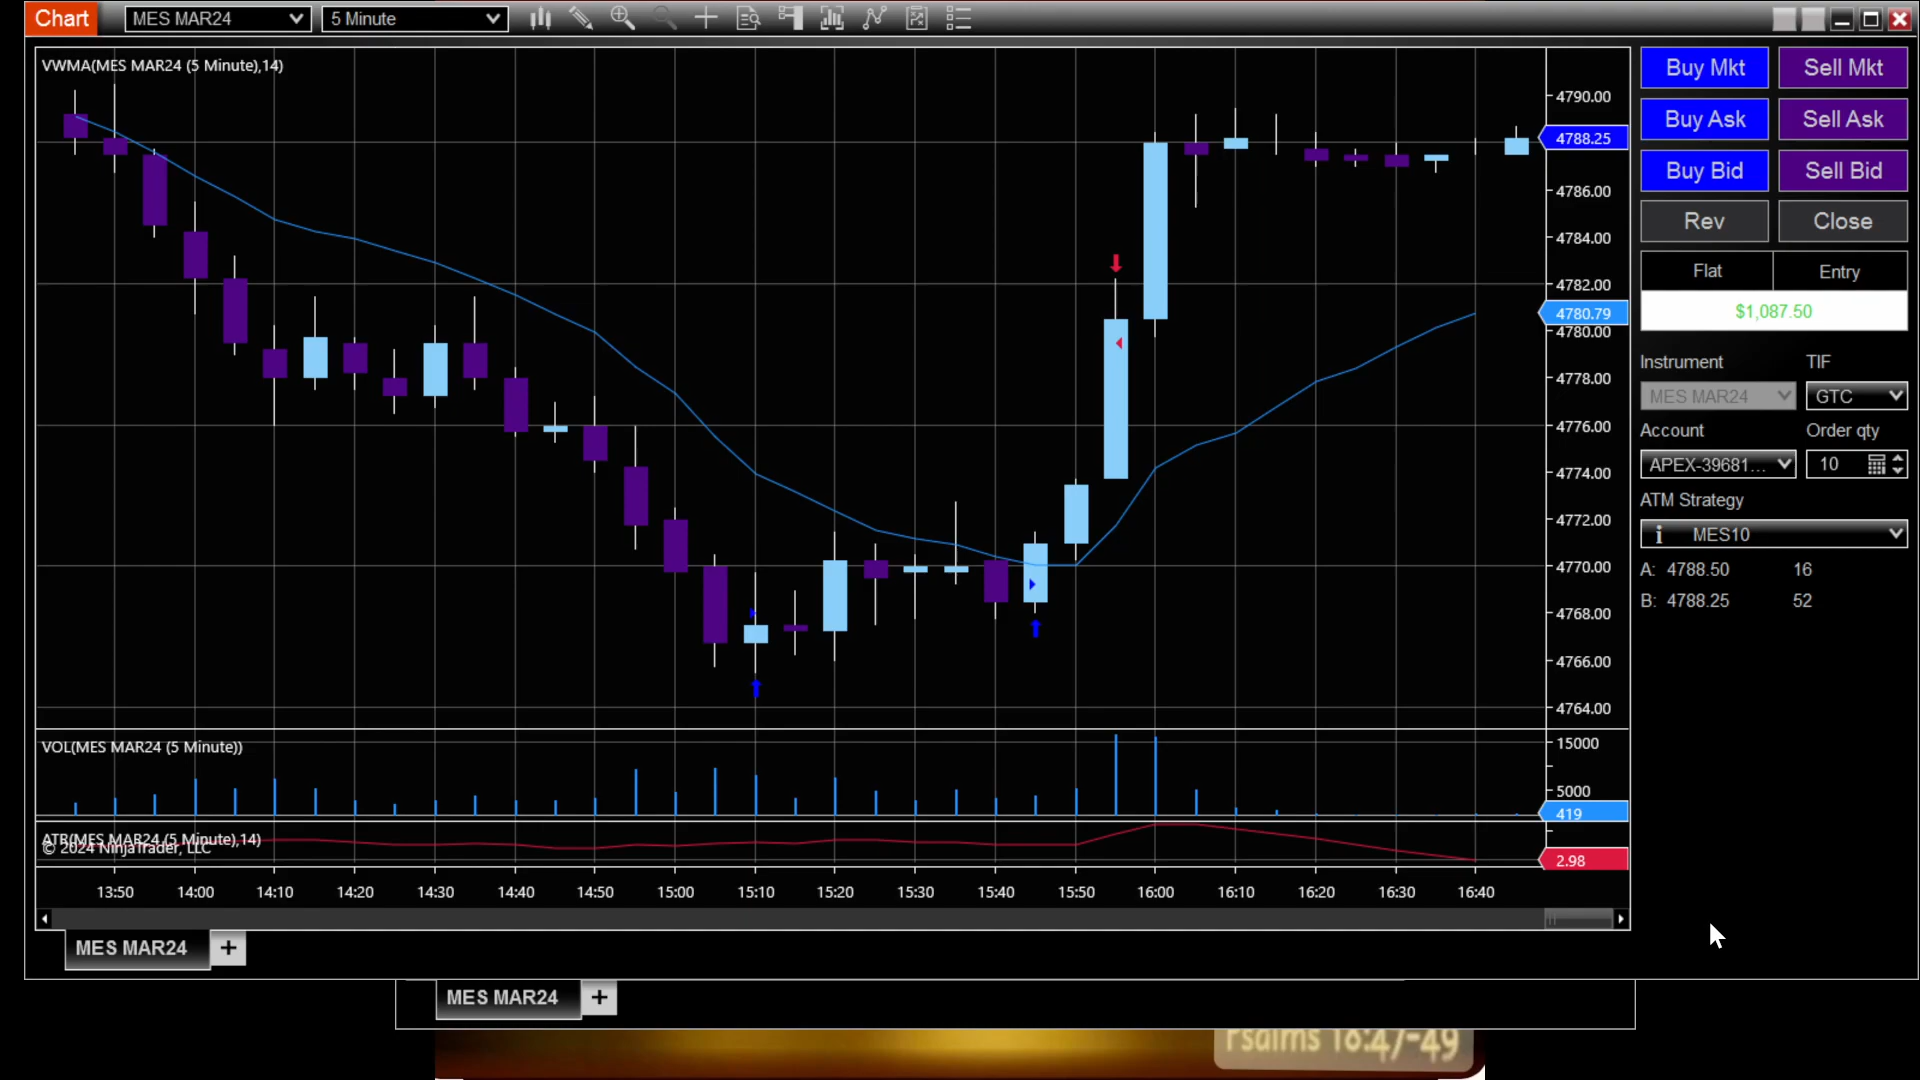 Chart
MES MAR24
5 Minute
VWMA(MES MAR24 (5 Minute),14)
4790.00
4788.25
4786.00
4784.00
4782.00
4780.79
4780.00
4778.00
4776.00
4774.00
4772.00
4770.00
4768.00
4766.00
4764.00
VOL(MES MAR24 (5 Minute))
15000
5000
419
ATR(MES MAR24 (5 Minute),14)
© 2024 NinjaTrader, LLC
2.98
13:50 14:00 14:10 14:20 14:30 14:40 14:50 15:00 15:10 15:20 15:30 15:40 15:50 16:00 16:10 16:20 16:30 16:40
MES MAR24 +
MES MAR24 +
Buy Mkt Sell Mkt
Buy Ask Sell Ask
Buy Bid Sell Bid
Rev Close
Flat Entry
$1,087.50
Instrument TIF
MES MAR24 GTC
Account Order qty
APEX-39681... 10
ATM Strategy
i MES10
A: 4788.50 16
B: 4788.25 52
Psalms 18:47-49